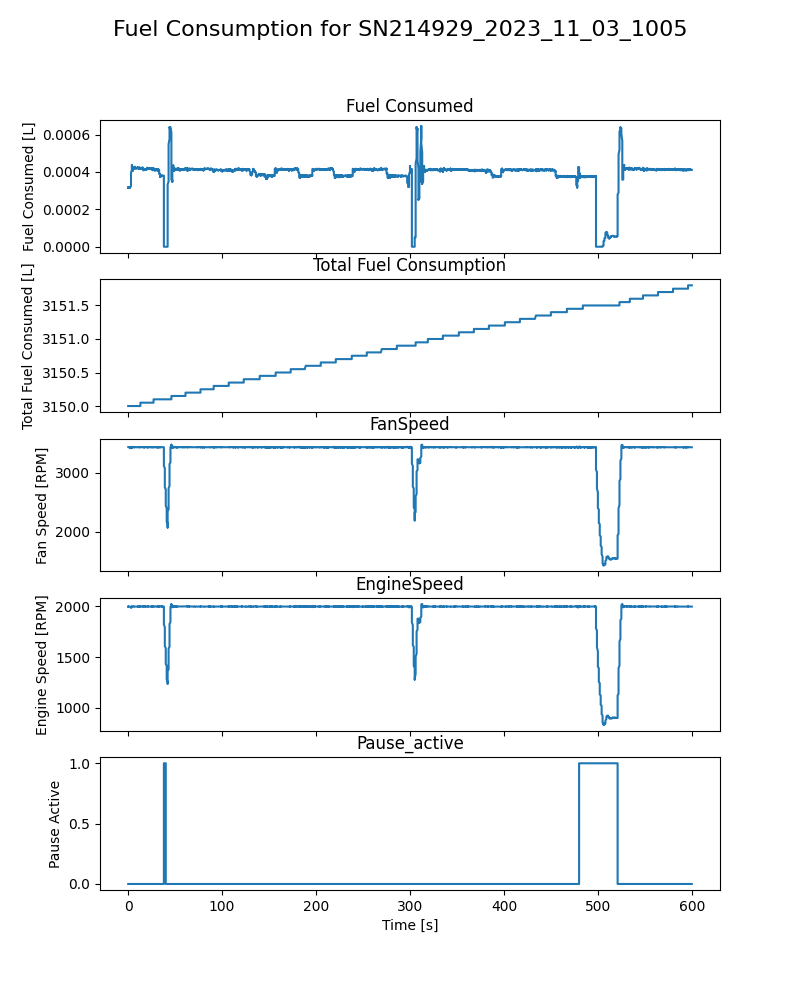 Fuel Consumption for SN214929_2023_11_03_1005
Fuel Consumed
Fuel Consumed [L]
0.0006
0.0004
0.0002
0.0000
Total Fuel Consumption
Total Fuel Consumed [L]
3151.5
3151.0
3150.5
3150.0
FanSpeed
Fan Speed [RPM]
3000
2000
EngineSpeed
Engine Speed [RPM]
2000
1500
1000
Pause_active
Pause Active
1.0
0.5
0.0
0 100 200 300 400 500 600
Time [s]